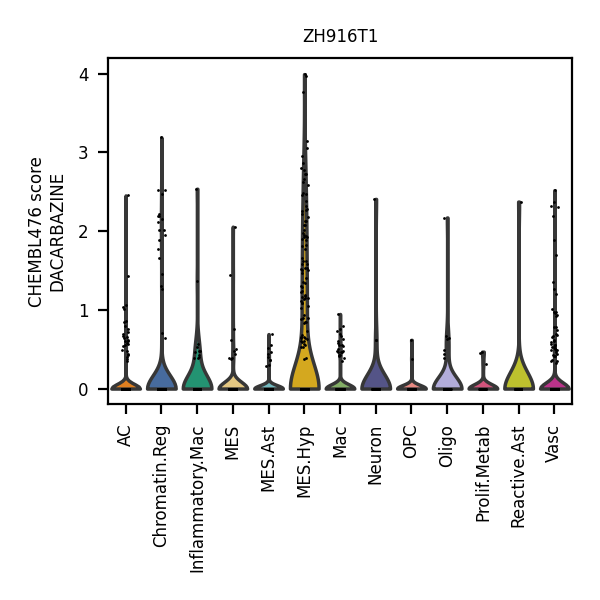 ZH916T1
CHEMBL476 score
DACARBAZINE
4
3
2
1
0
AC
Chromatin.Reg
Inflammatory.Mac
MES
MES.Ast
MES.Hyp
Mac
Neuron
OPC
Oligo
Prolif.Metab
Reactive.Ast
Vasc